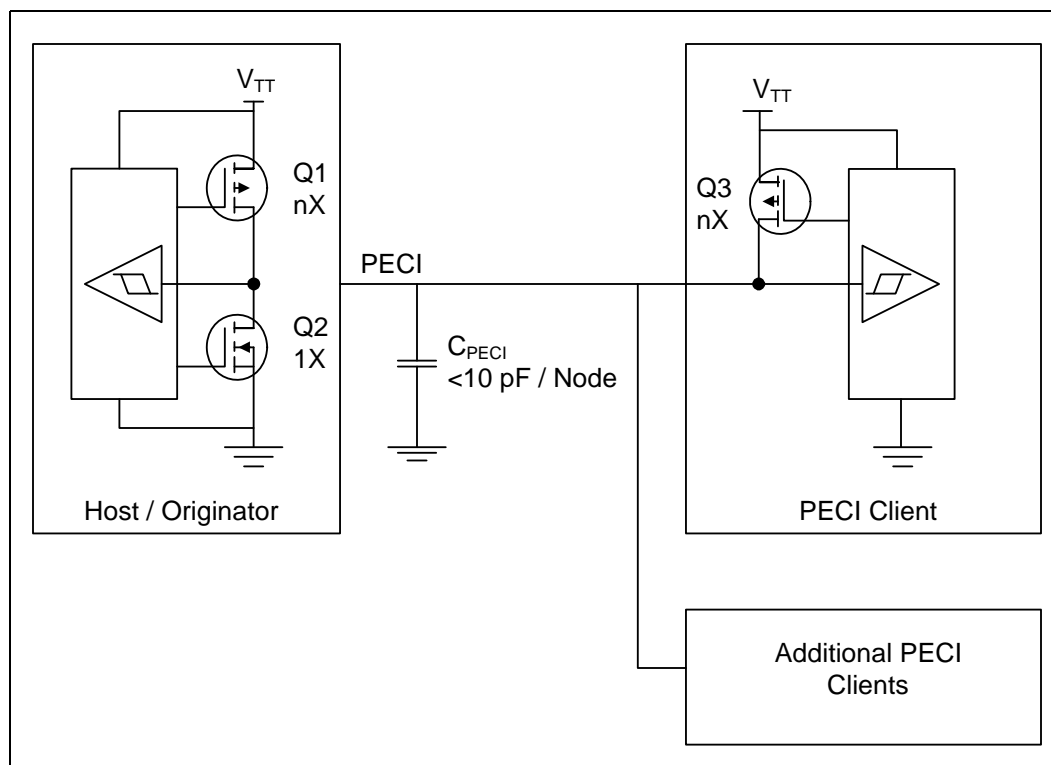 V_TT
Q1
nX
Q2
1X
Host / Originator
PECI
C_PECI
<10 pF / Node
V_TT
Q3
nX
PECI Client
Additional PECI
Clients